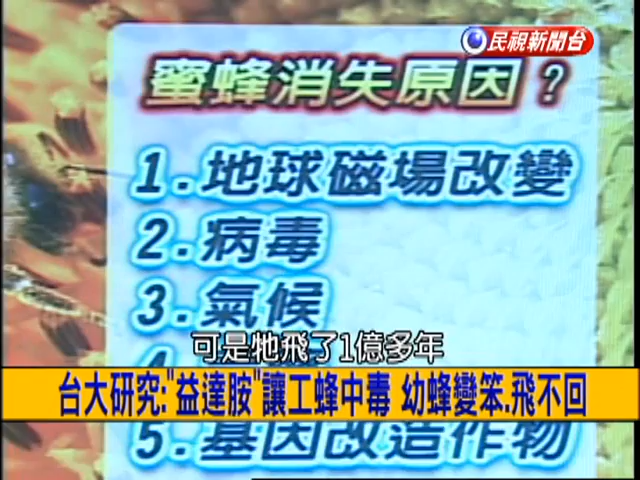 民視新聞台
蜜蜂消失原因?
1.地球磁場改變
2.病毒
3.氣候
可是牠飛了1億多年
台大研究:"益達胺"讓工蜂中毒 幼蜂變笨.飛不回
5.基因改造作物